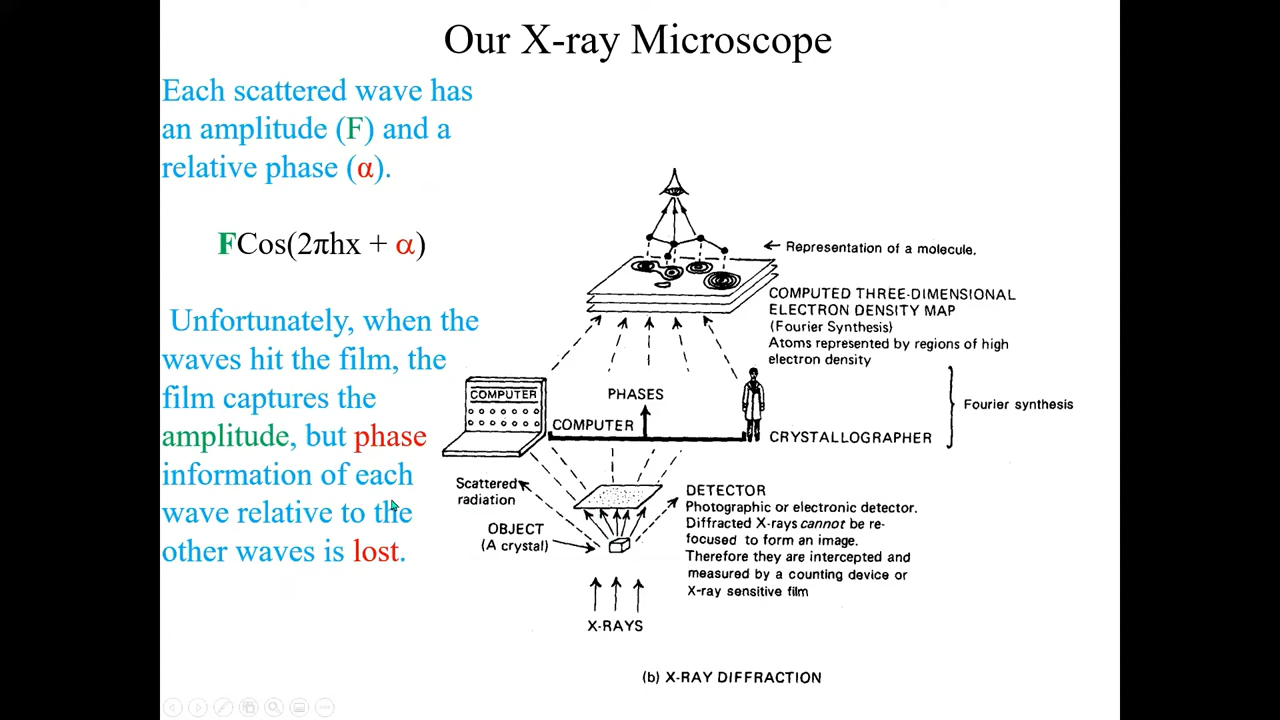 Our X-ray Microscope
Each scattered wave has
an amplitude (F) and a
relative phase (α).
FCos(2πhx + α)
Unfortunately, when the
waves hit the film, the
film captures the
amplitude, but phase
information of each
wave relative to the
other waves is lost.
Representation of a molecule.
COMPUTED THREE-DIMENSIONAL
ELECTRON DENSITY MAP
(Fourier Synthesis)
Atoms represented by regions of high
electron density
COMPUTER
PHASES
COMPUTER
CRYSTALLOGRAPHER
Fourier synthesis
Scattered
radiation
OBJECT
(A crystal)
DETECTOR
Photographic or electronic detector.
Diffracted X-rays cannot be re-
focused to form an image.
Therefore they are intercepted and
measured by a counting device or
X-ray sensitive film
X-RAYS
(b) X-RAY DIFFRACTION